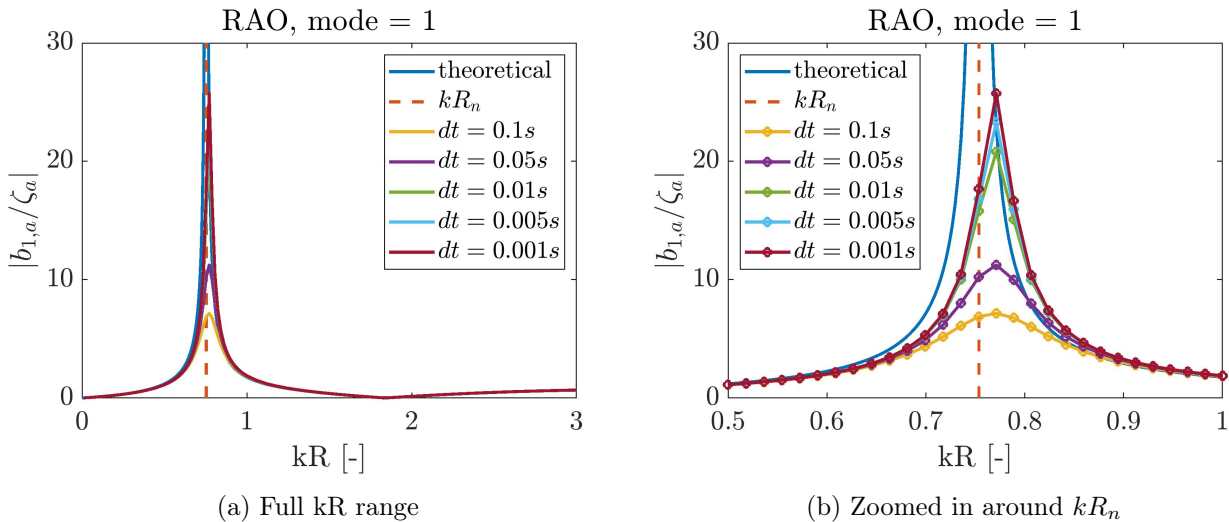 RAO, mode = 1
30
20
10
0
|b₁,ₐ/ζₐ|
theoretical
kRₙ
dt = 0.1s
dt = 0.05s
dt = 0.01s
dt = 0.005s
dt = 0.001s
0 1 2 3
kR [-]
(a) Full kR range
RAO, mode = 1
30
20
10
0
|b₁,ₐ/ζₐ|
theoretical
kRₙ
dt = 0.1s
dt = 0.05s
dt = 0.01s
dt = 0.005s
dt = 0.001s
0.5 0.6 0.7 0.8 0.9 1
kR [-]
(b) Zoomed in around kRₙ